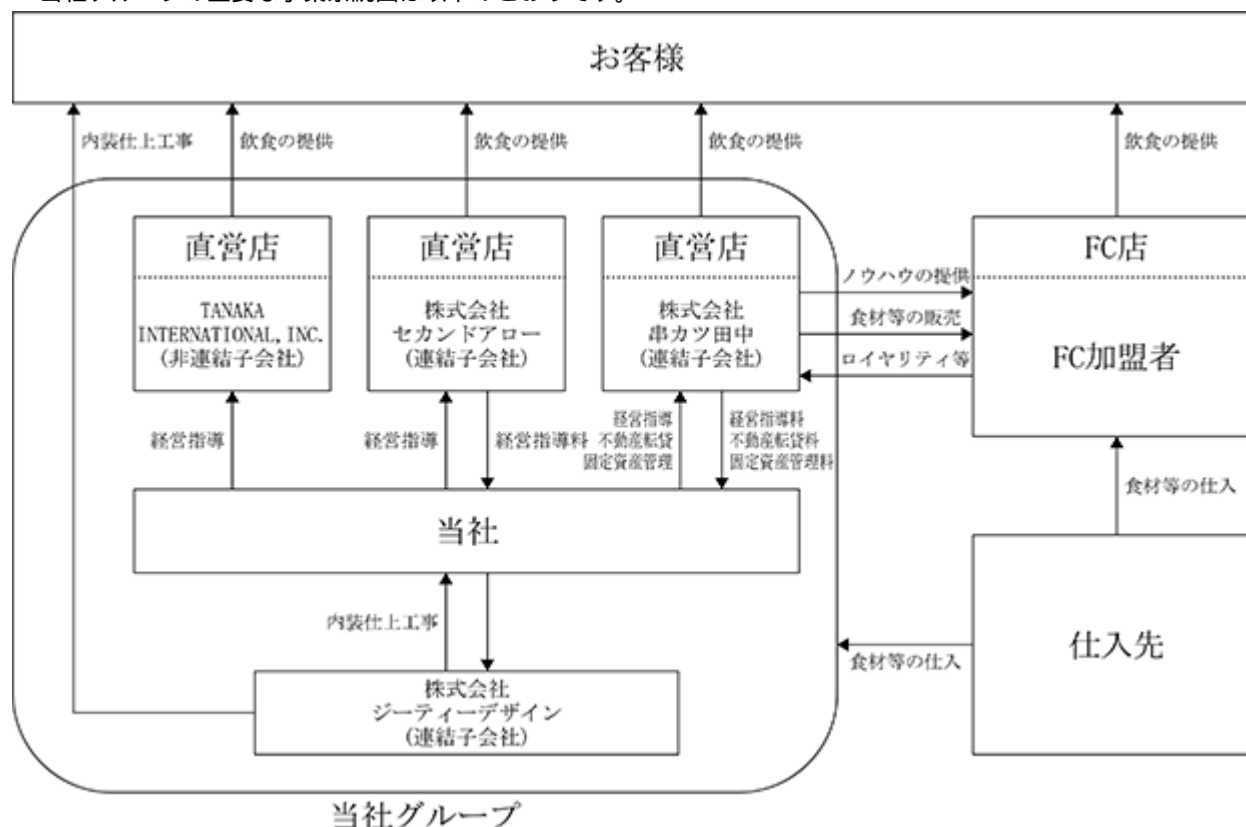 当社グループの主要な事業系統図は以下のとおりです。
お客様
内装仕上工事
飲食の提供
飲食の提供
飲食の提供
飲食の提供
直営店
TANAKA
INTERNATIONAL, INC.
(非連結子会社)
直営店
株式会社
セカンドアロー
(連結子会社)
直営店
株式会社
串カツ田中
(連結子会社)
ノウハウの提供
食材等の販売
ロイヤリティ等
FC店
FC加盟者
経営指導
経営指導
経営指導料
経営指導
不動産転貸
固定資産管理
経営指導料
不動産転貸料
固定資産管理料
食材等の仕入
当社
内装仕上工事
株式会社
ジーティーデザイン
(連結子会社)
食材等の仕入
仕入先
当社グループ